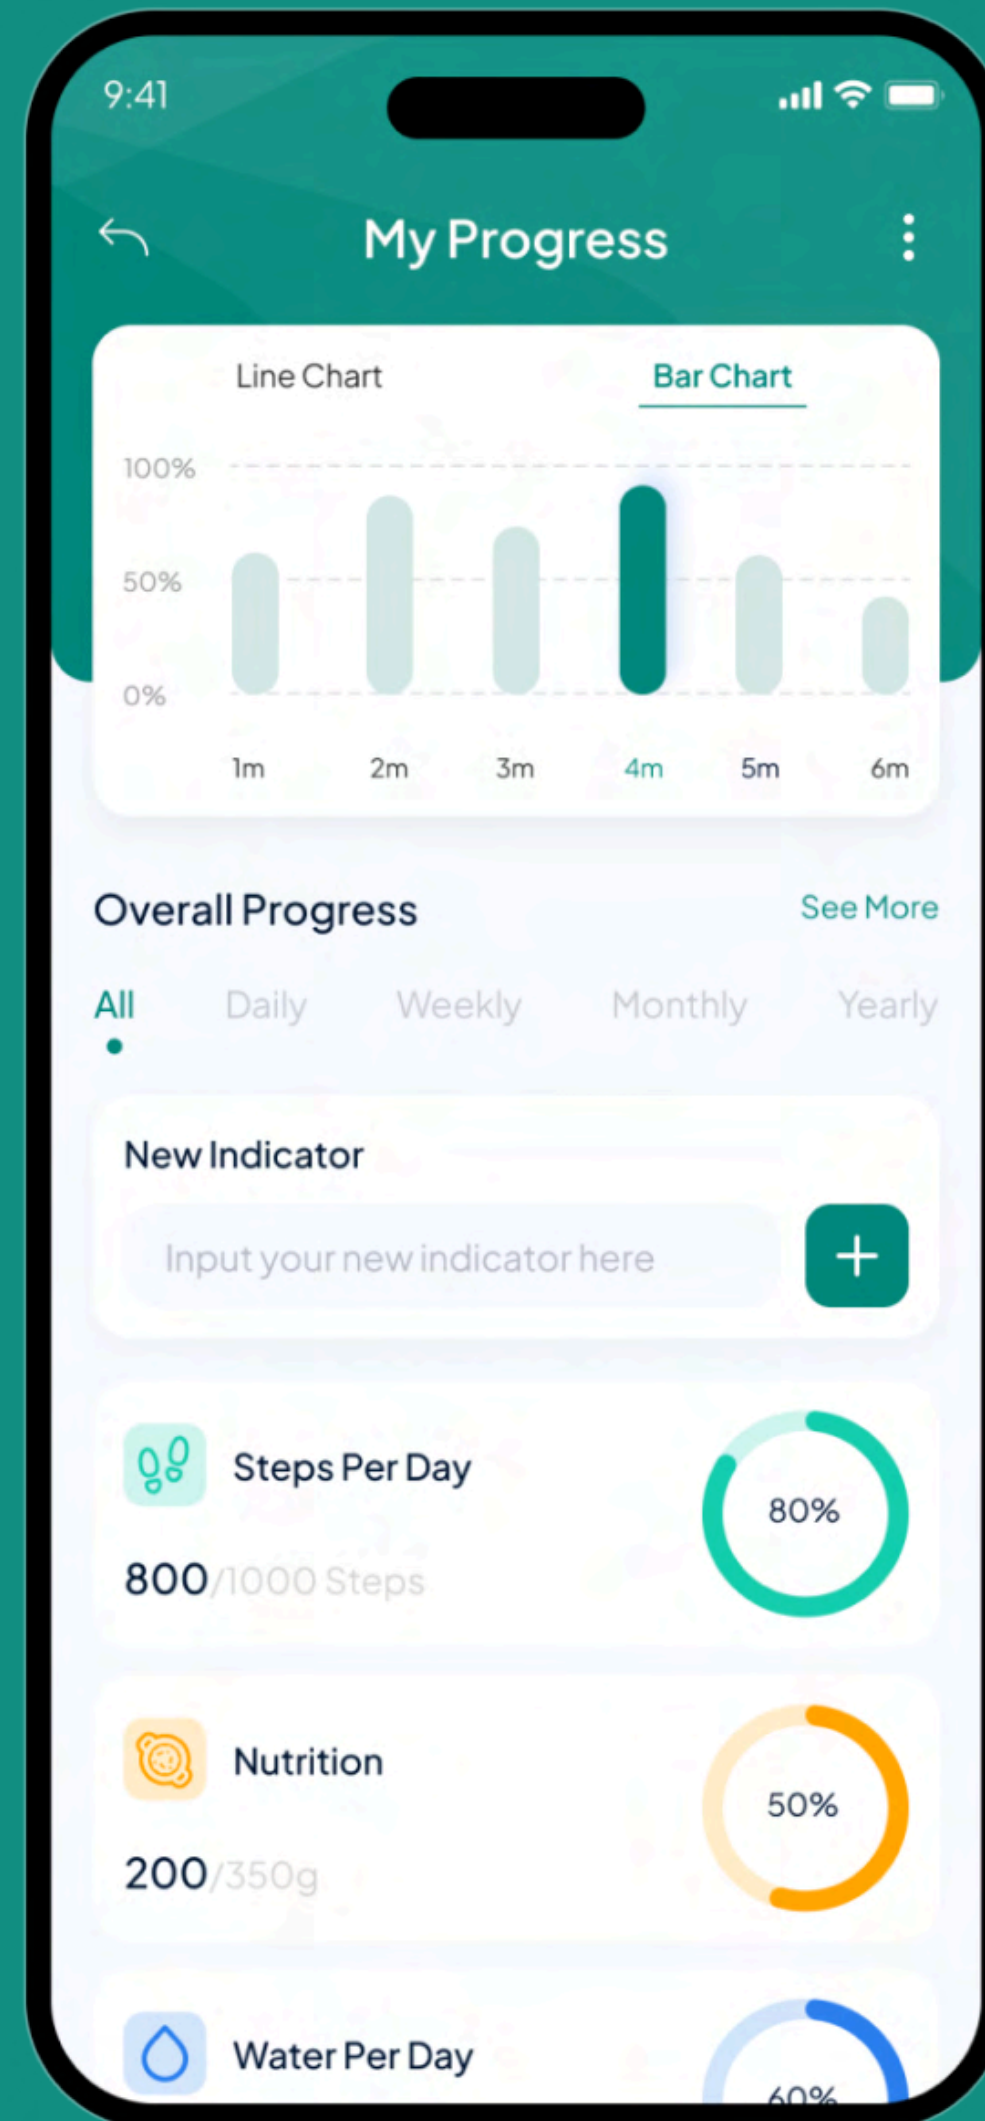 9:41
My Progress
Line Chart Bar Chart
100%
50%
0%
1m 2m 3m 4m 5m 6m
Overall Progress See More
All Daily Weekly Monthly Yearly
New Indicator
Input your new indicator here
+
Steps Per Day
80%
800/1000 Steps
Nutrition
50%
200/350g
Water Per Day
60%